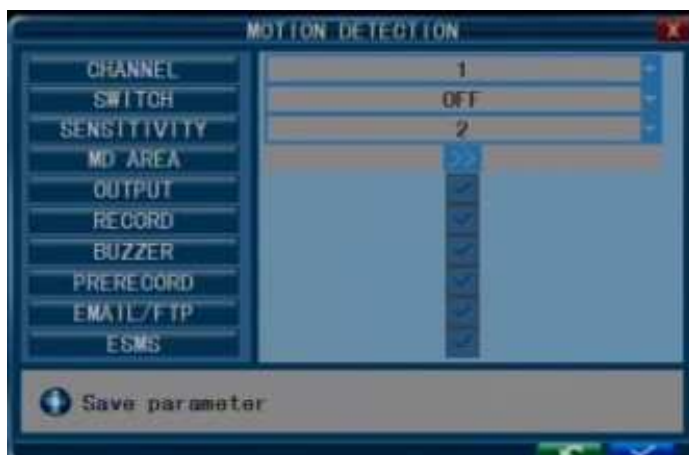 MOTION DETECTION
CHANNEL 1
SWITCH OFF
SENSITIVITY 2
MD AREA >>
OUTPUT
RECORD
BUZZER
PRERECORD
EMAIL/FTP
ESMS
Save parameter